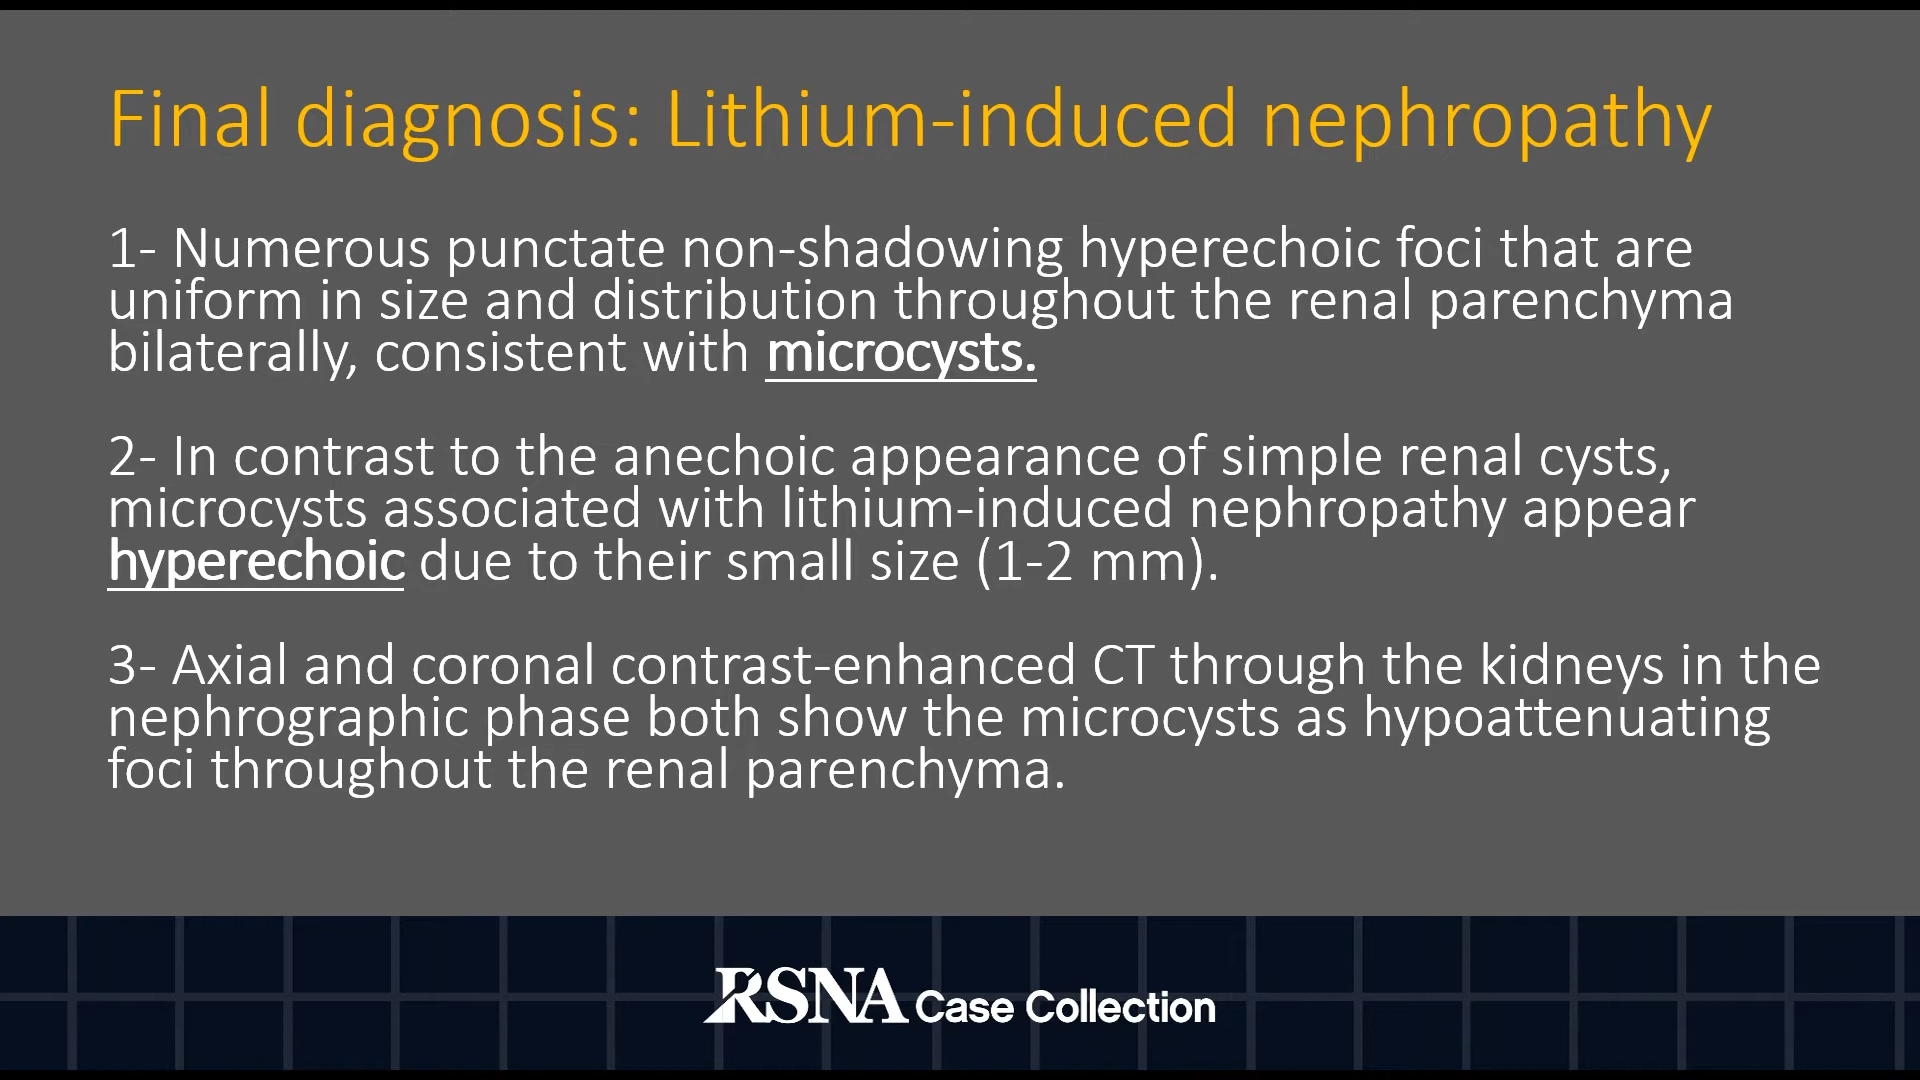 Final diagnosis: Lithium-induced nephropathy
1- Numerous punctate non-shadowing hyperechoic foci that are
uniform in size and distribution throughout the renal parenchyma
bilaterally, consistent with microcysts.
2- In contrast to the anechoic appearance of simple renal cysts,
microcysts associated with lithium-induced nephropathy appear
hyperechoic due to their small size (1-2 mm).
3- Axial and coronal contrast-enhanced CT through the kidneys in the
nephrographic phase both show the microcysts as hypoattenuating
foci throughout the renal parenchyma.
RSNA Case Collection